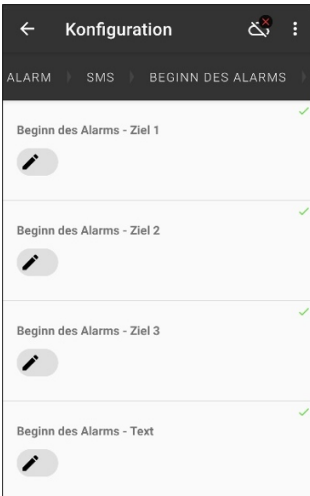 Konfiguration
ALARM SMS BEGINN DES ALARMS
Beginn des Alarms - Ziel 1
Beginn des Alarms - Ziel 2
Beginn des Alarms - Ziel 3
Beginn des Alarms - Text